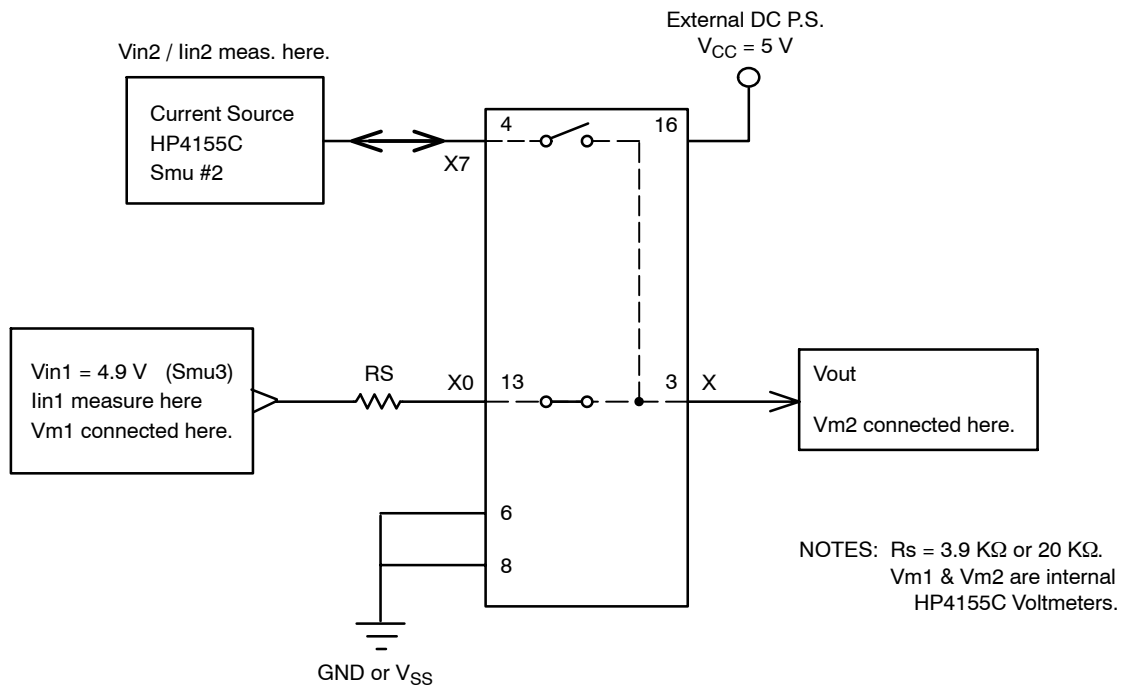 External DC P.S.
V_CC = 5 V
Vin2 / Iin2 meas. here.
Current Source
HP4155C
Smu #2
4
16
X7
Vin1 = 4.9 V (Smu3)
Iin1 measure here
Vm1 connected here.
RS
X0
13
3
X
Vout
Vm2 connected here.
6
8
NOTES: Rs = 3.9 KΩ or 20 KΩ.
Vm1 & Vm2 are internal
HP4155C Voltmeters.
GND or V_SS